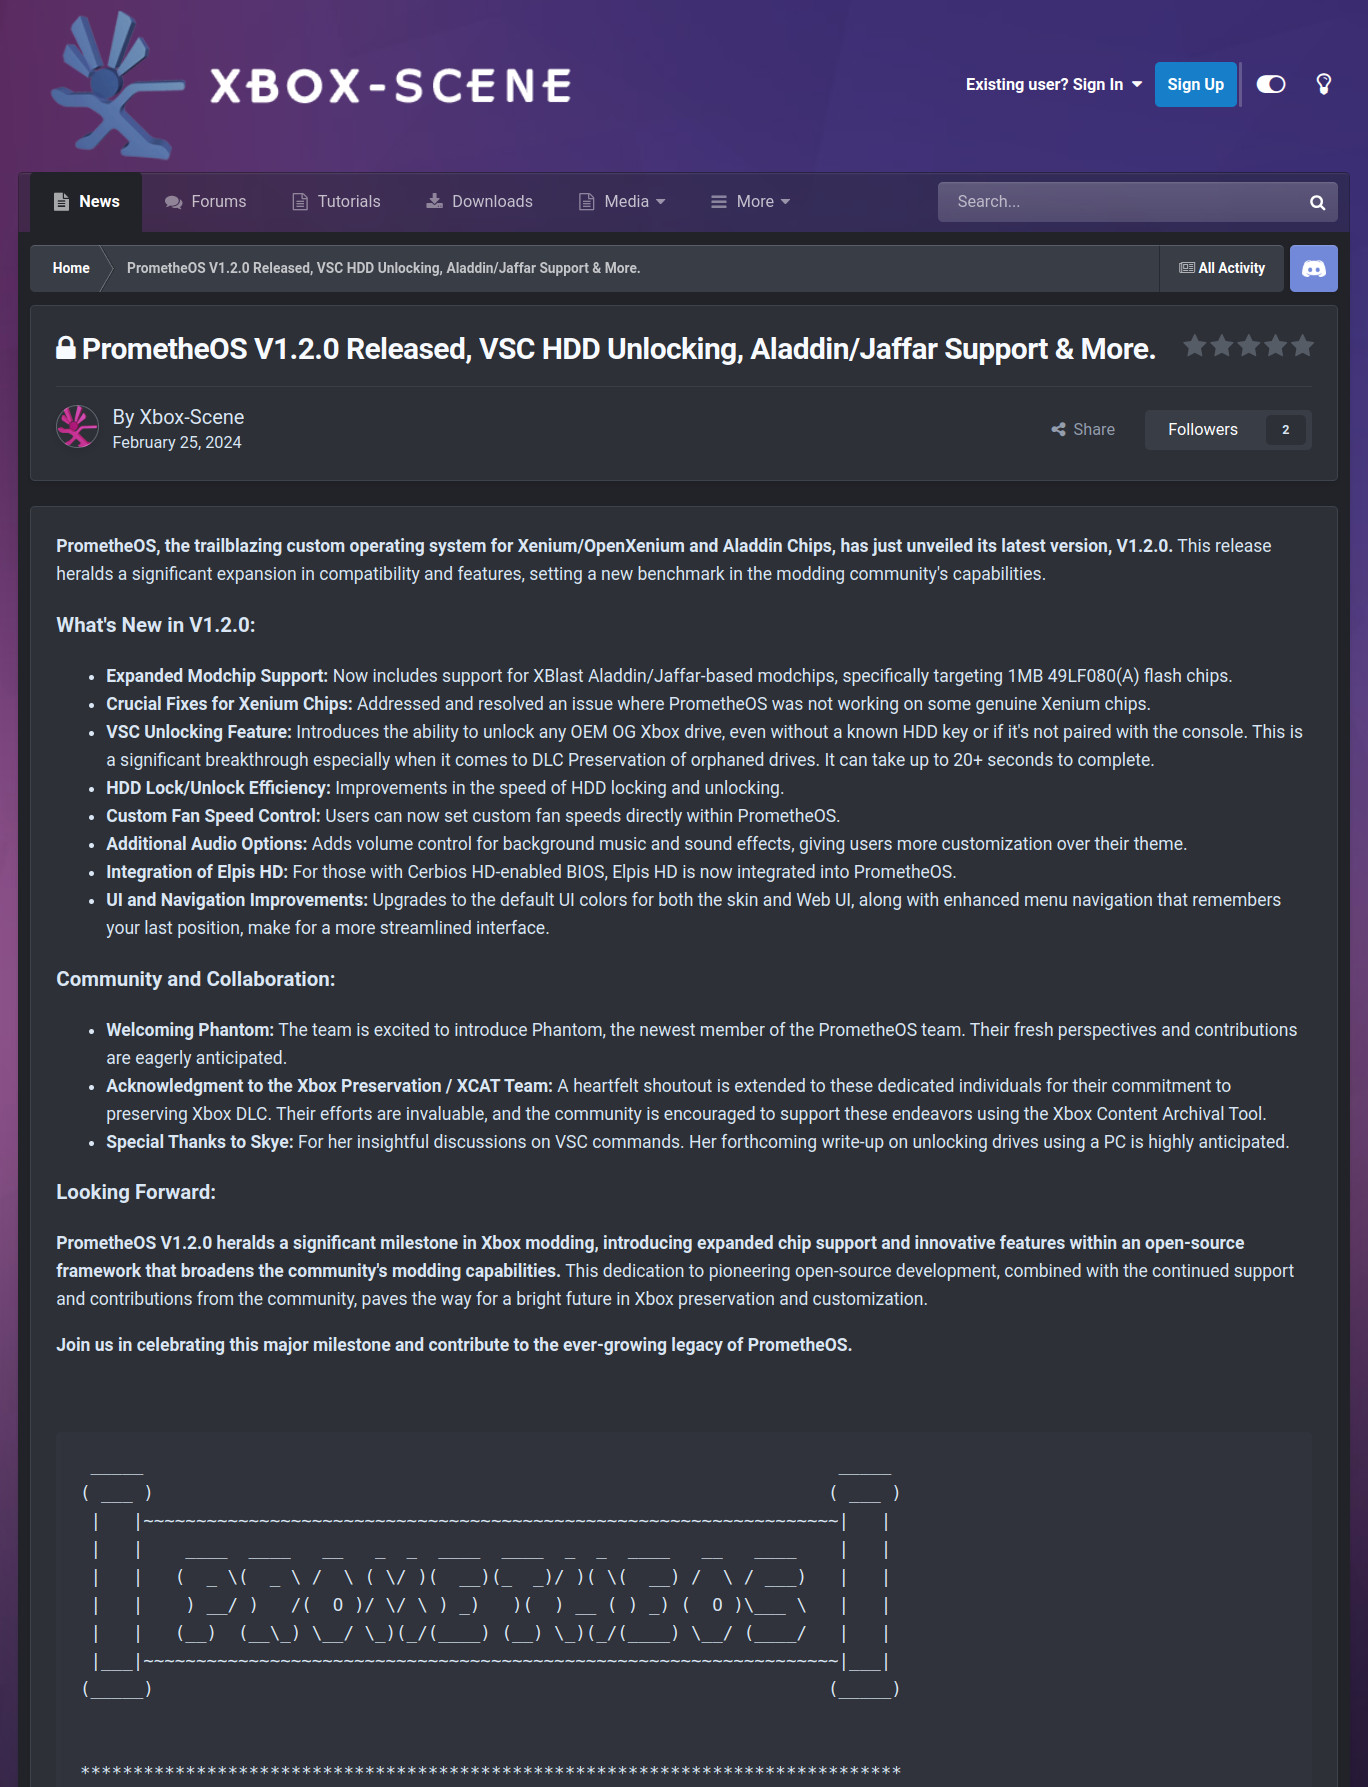 XBOX-SCENE
Existing user? Sign In
Sign Up
News
Forums
Tutorials
Downloads
Media
More
Search...
Home
PrometheOS V1.2.0 Released, VSC HDD Unlocking, Aladdin/Jaffar Support & More.
All Activity
PrometheOS V1.2.0 Released, VSC HDD Unlocking, Aladdin/Jaffar Support & More.
By Xbox-Scene
February 25, 2024
Share
Followers 2
PrometheOS, the trailblazing custom operating system for Xenium/OpenXenium and Aladdin Chips, has just unveiled its latest version, V1.2.0. This release
heralds a significant expansion in compatibility and features, setting a new benchmark in the modding community's capabilities.
What's New in V1.2.0:
• Expanded Modchip Support: Now includes support for XBlast Aladdin/Jaffar-based modchips, specifically targeting 1MB 49LF080(A) flash chips.
• Crucial Fixes for Xenium Chips: Addressed and resolved an issue where PrometheOS was not working on some genuine Xenium chips.
• VSC Unlocking Feature: Introduces the ability to unlock any OEM OG Xbox drive, even without a known HDD key or if it's not paired with the console. This is
a significant breakthrough especially when it comes to DLC Preservation of orphaned drives. It can take up to 20+ seconds to complete.
• HDD Lock/Unlock Efficiency: Improvements in the speed of HDD locking and unlocking.
• Custom Fan Speed Control: Users can now set custom fan speeds directly within PrometheOS.
• Additional Audio Options: Adds volume control for background music and sound effects, giving users more customization over their theme.
• Integration of Elpis HD: For those with Cerbios HD-enabled BIOS, Elpis HD is now integrated into PrometheOS.
• UI and Navigation Improvements: Upgrades to the default UI colors for both the skin and Web UI, along with enhanced menu navigation that remembers
your last position, make for a more streamlined interface.
Community and Collaboration:
• Welcoming Phantom: The team is excited to introduce Phantom, the newest member of the PrometheOS team. Their fresh perspectives and contributions
are eagerly anticipated.
• Acknowledgment to the Xbox Preservation / XCAT Team: A heartfelt shoutout is extended to these dedicated individuals for their commitment to
preserving Xbox DLC. Their efforts are invaluable, and the community is encouraged to support these endeavors using the Xbox Content Archival Tool.
• Special Thanks to Skye: For her insightful discussions on VSC commands. Her forthcoming write-up on unlocking drives using a PC is highly anticipated.
Looking Forward:
PrometheOS V1.2.0 heralds a significant milestone in Xbox modding, introducing expanded chip support and innovative features within an open-source
framework that broadens the community's modding capabilities. This dedication to pioneering open-source development, combined with the continued support
and contributions from the community, paves the way for a bright future in Xbox preservation and customization.
Join us in celebrating this major milestone and contribute to the ever-growing legacy of PrometheOS.
PROMETHEOS